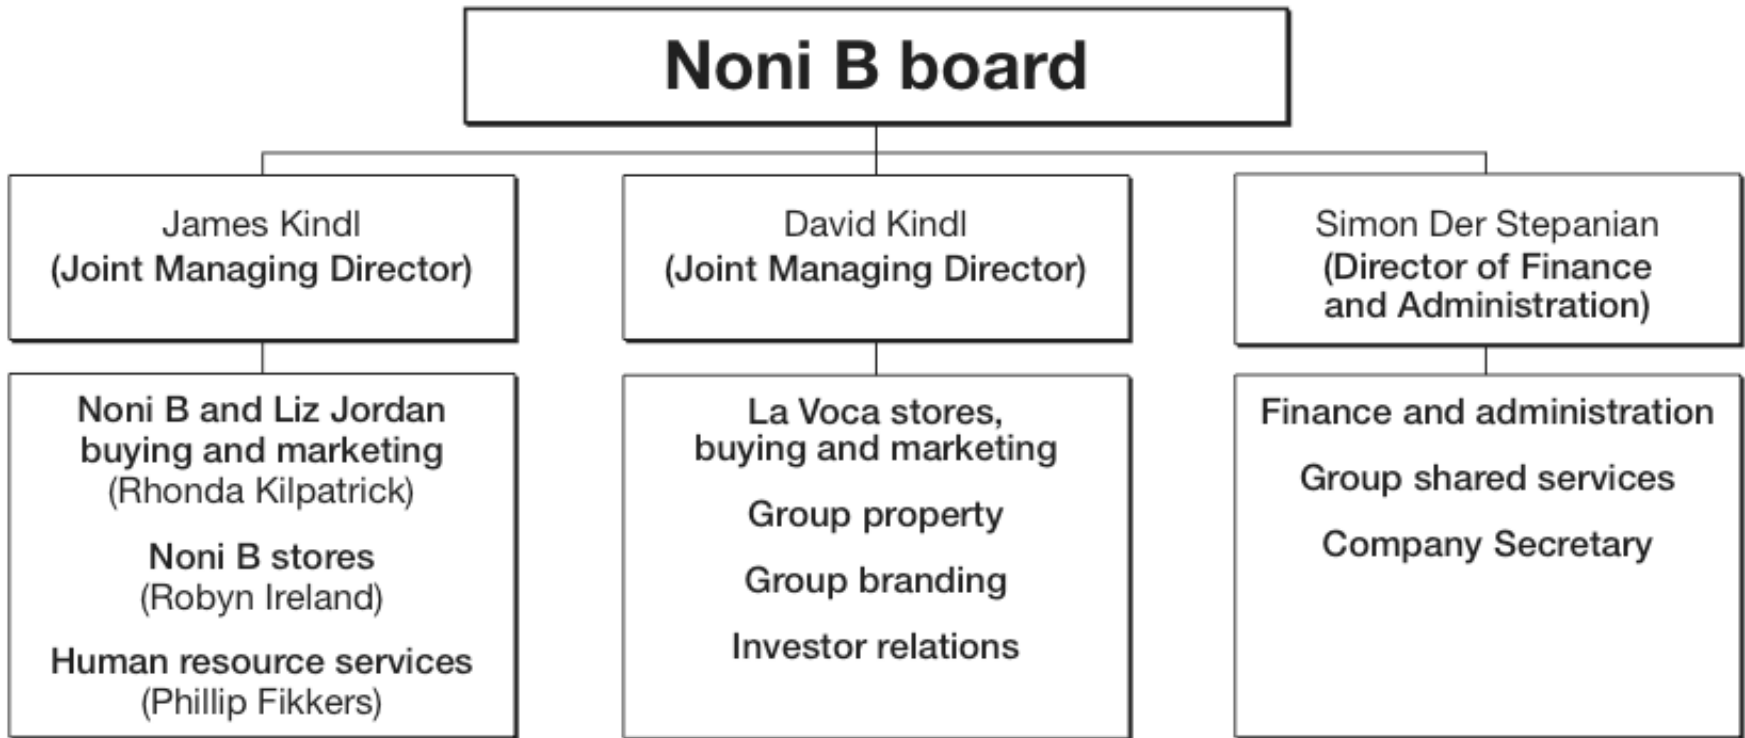 Noni B board
James Kindl
(Joint Managing Director)
David Kindl
(Joint Managing Director)
Simon Der Stepanian
(Director of Finance
and Administration)
Noni B and Liz Jordan
buying and marketing
(Rhonda Kilpatrick)
Noni B stores
(Robyn Ireland)
Human resource services
(Phillip Fikkers)
La Voca stores,
buying and marketing
Group property
Group branding
Investor relations
Finance and administration
Group shared services
Company Secretary